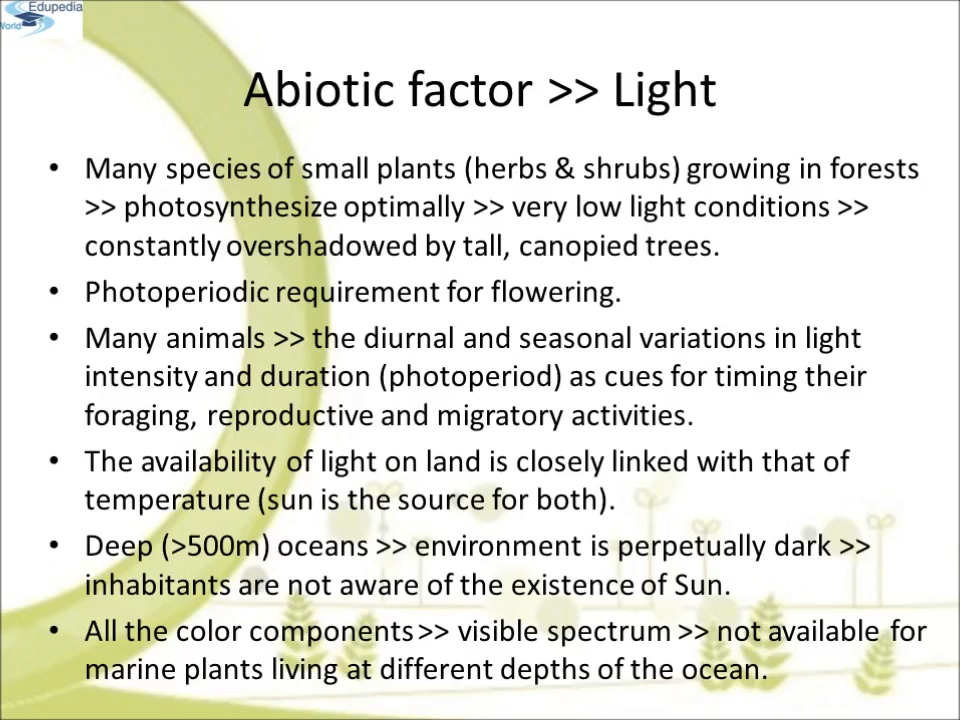 Edupedia
World
Abiotic factor >> Light
• Many species of small plants (herbs & shrubs) growing in forests
>> photosynthesize optimally >> very low light conditions >>
constantly overshadowed by tall, canopied trees.
• Photoperiodic requirement for flowering.
• Many animals >> the diurnal and seasonal variations in light
intensity and duration (photoperiod) as cues for timing their
foraging, reproductive and migratory activities.
• The availability of light on land is closely linked with that of
temperature (sun is the source for both).
• Deep (>500m) oceans >> environment is perpetually dark >>
inhabitants are not aware of the existence of Sun.
• All the color components >> visible spectrum >> not available for
marine plants living at different depths of the ocean.